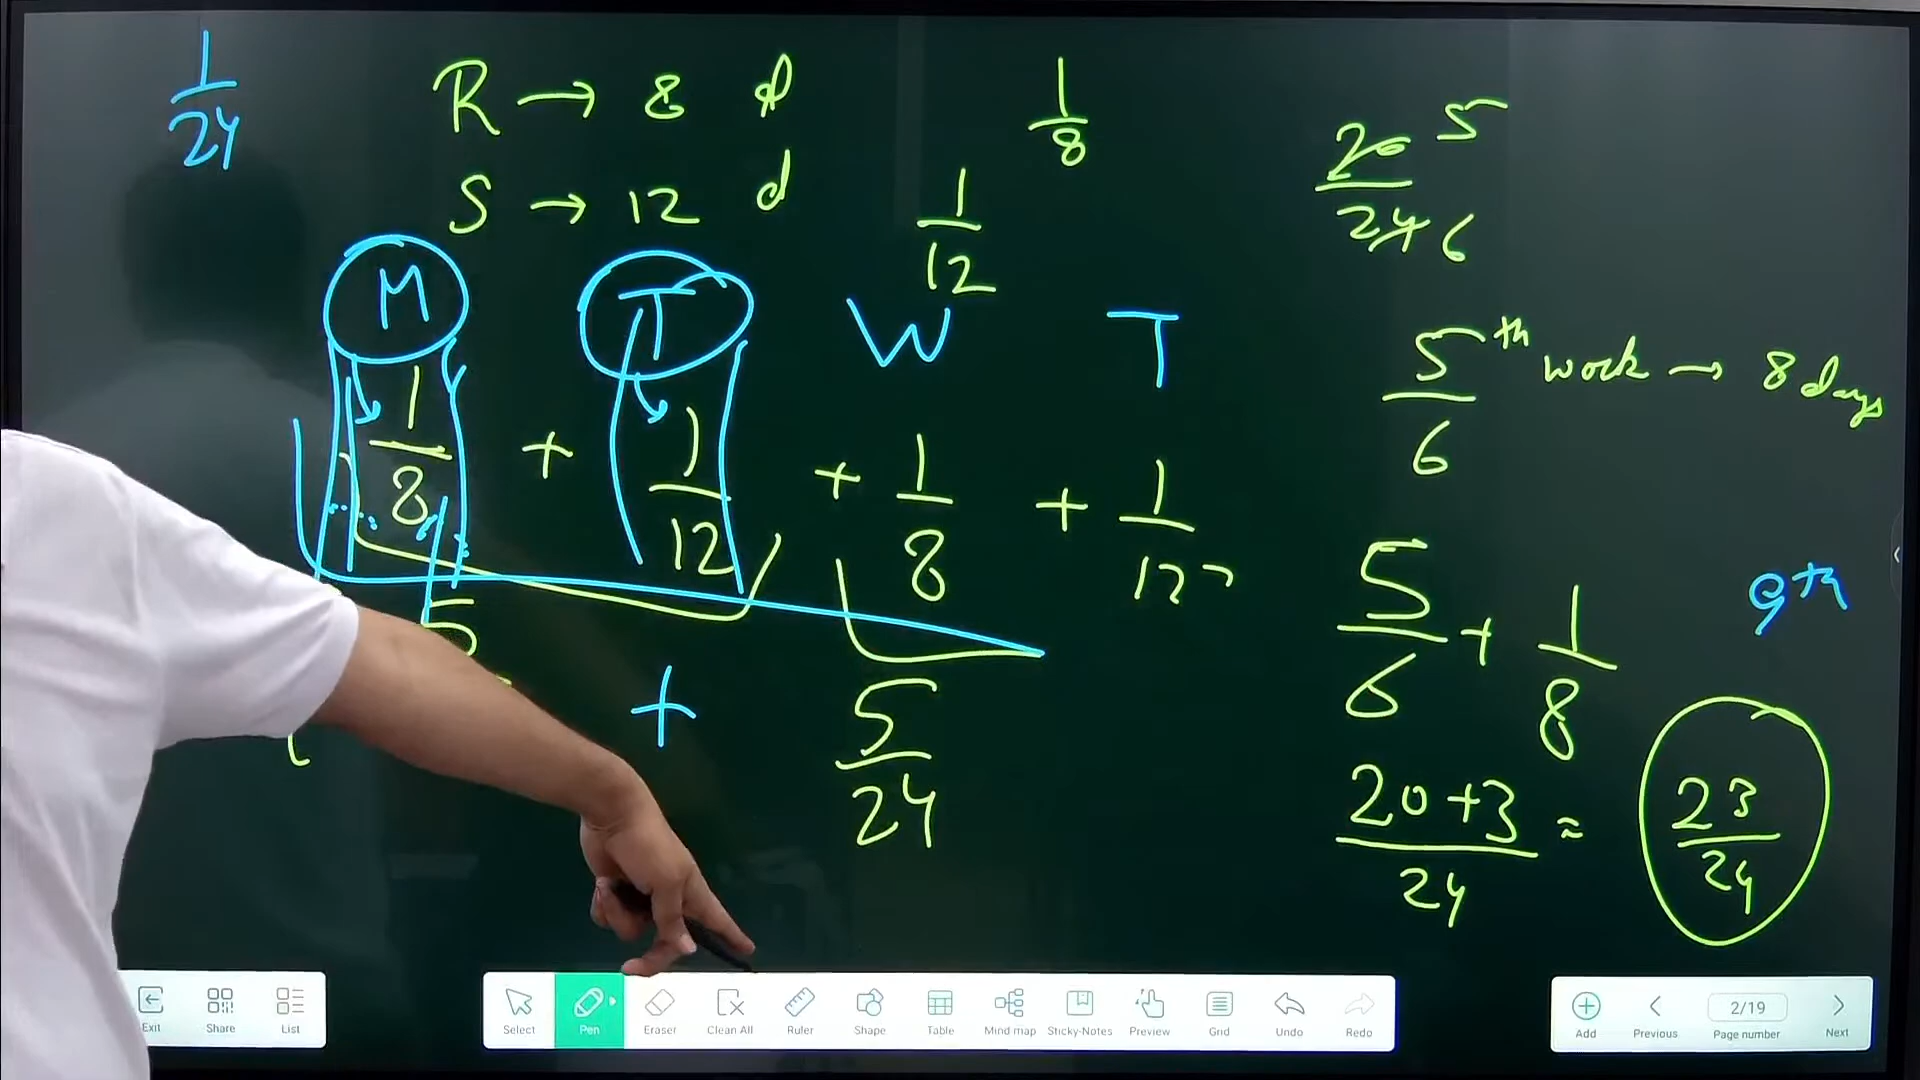 1/24
R → 8 d
1/8
S → 12 d
1/12
20/24 5/6
M T W T
1/8 + 1/12 + 1/8 + 1/12
5/6 th work → 8 days
5 + 5/24
5/6 + 1/8
9th
20+3/24 = 23/24
Exit Share List
Select Pen Eraser Clean All Ruler Shape Table Mind map Sticky-Notes Preview Grid Undo Redo
Add Previous 2/19 Page number Next